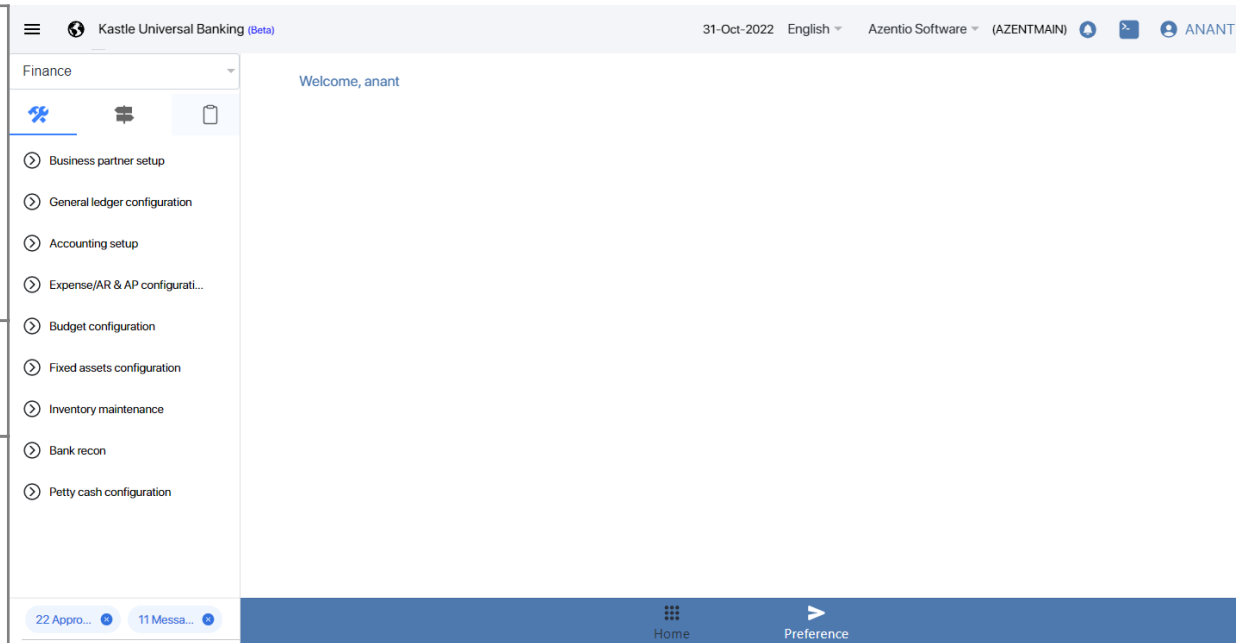 Kastle Universal Banking (Beta) 31-Oct-2022 English Azentio Software (AZENTMAIN) ANANT
Finance
Welcome, anant
Business partner setup
General ledger configuration
Accounting setup
Expense/AR & AP configurati...
Budget configuration
Fixed assets configuration
Inventory maintenance
Bank recon
Petty cash configuration
22 Appro... 11 Messa...
Home Preference